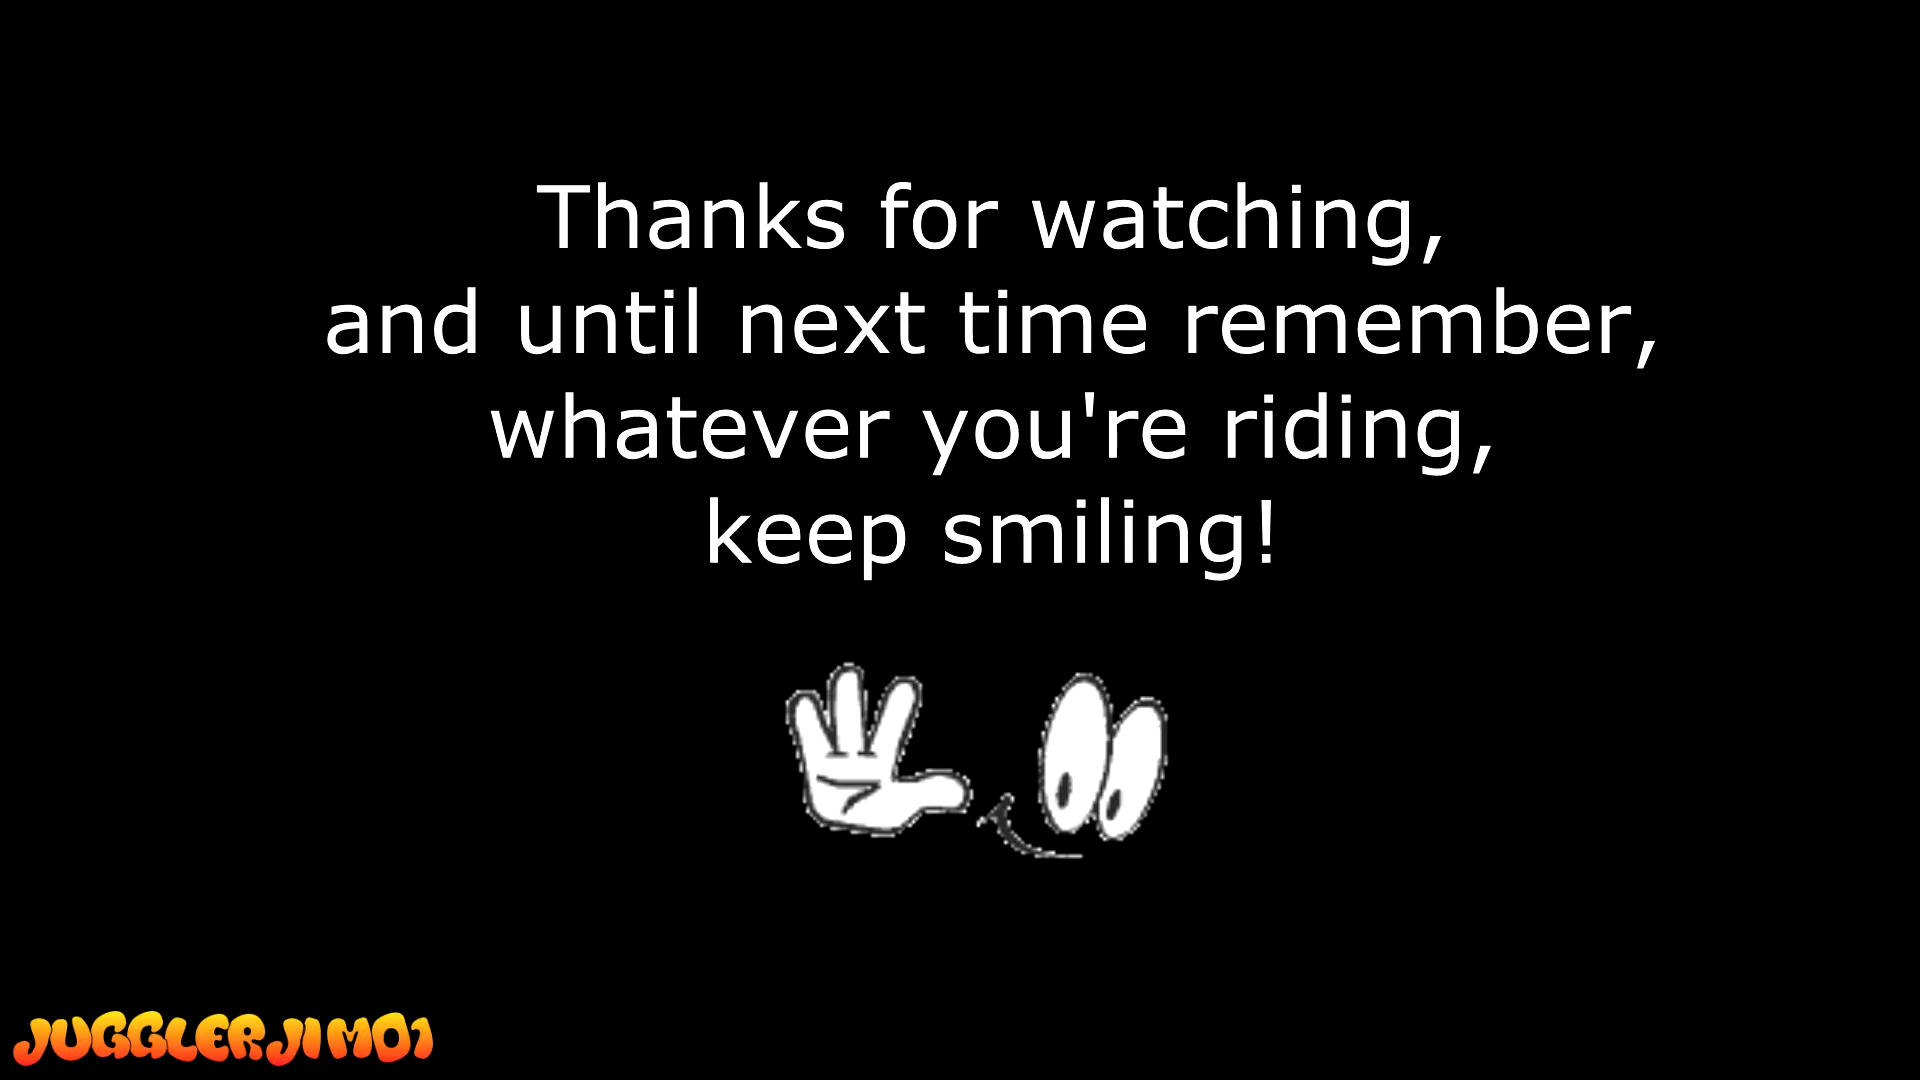 Thanks for watching,
and until next time remember,
whatever you're riding,
keep smiling!
JUGGLERJIM01